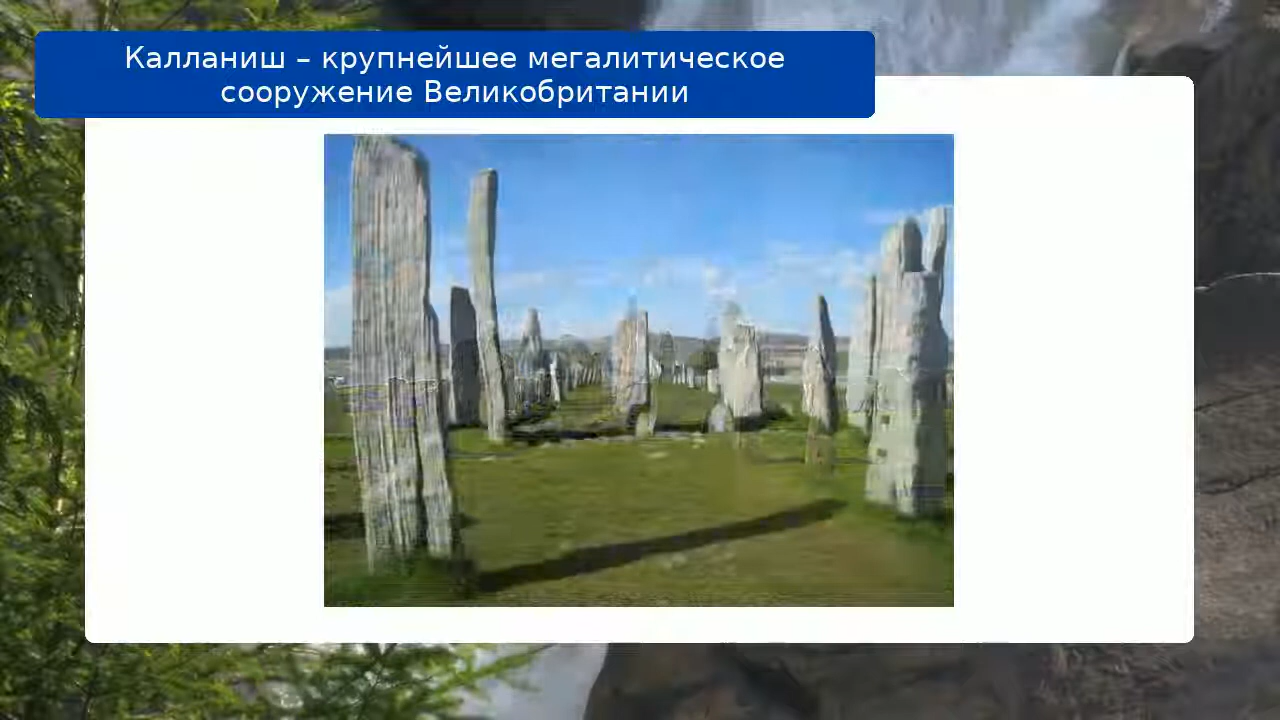 Калланиш – крупнейшее мегалитическое
сооружение Великобритании